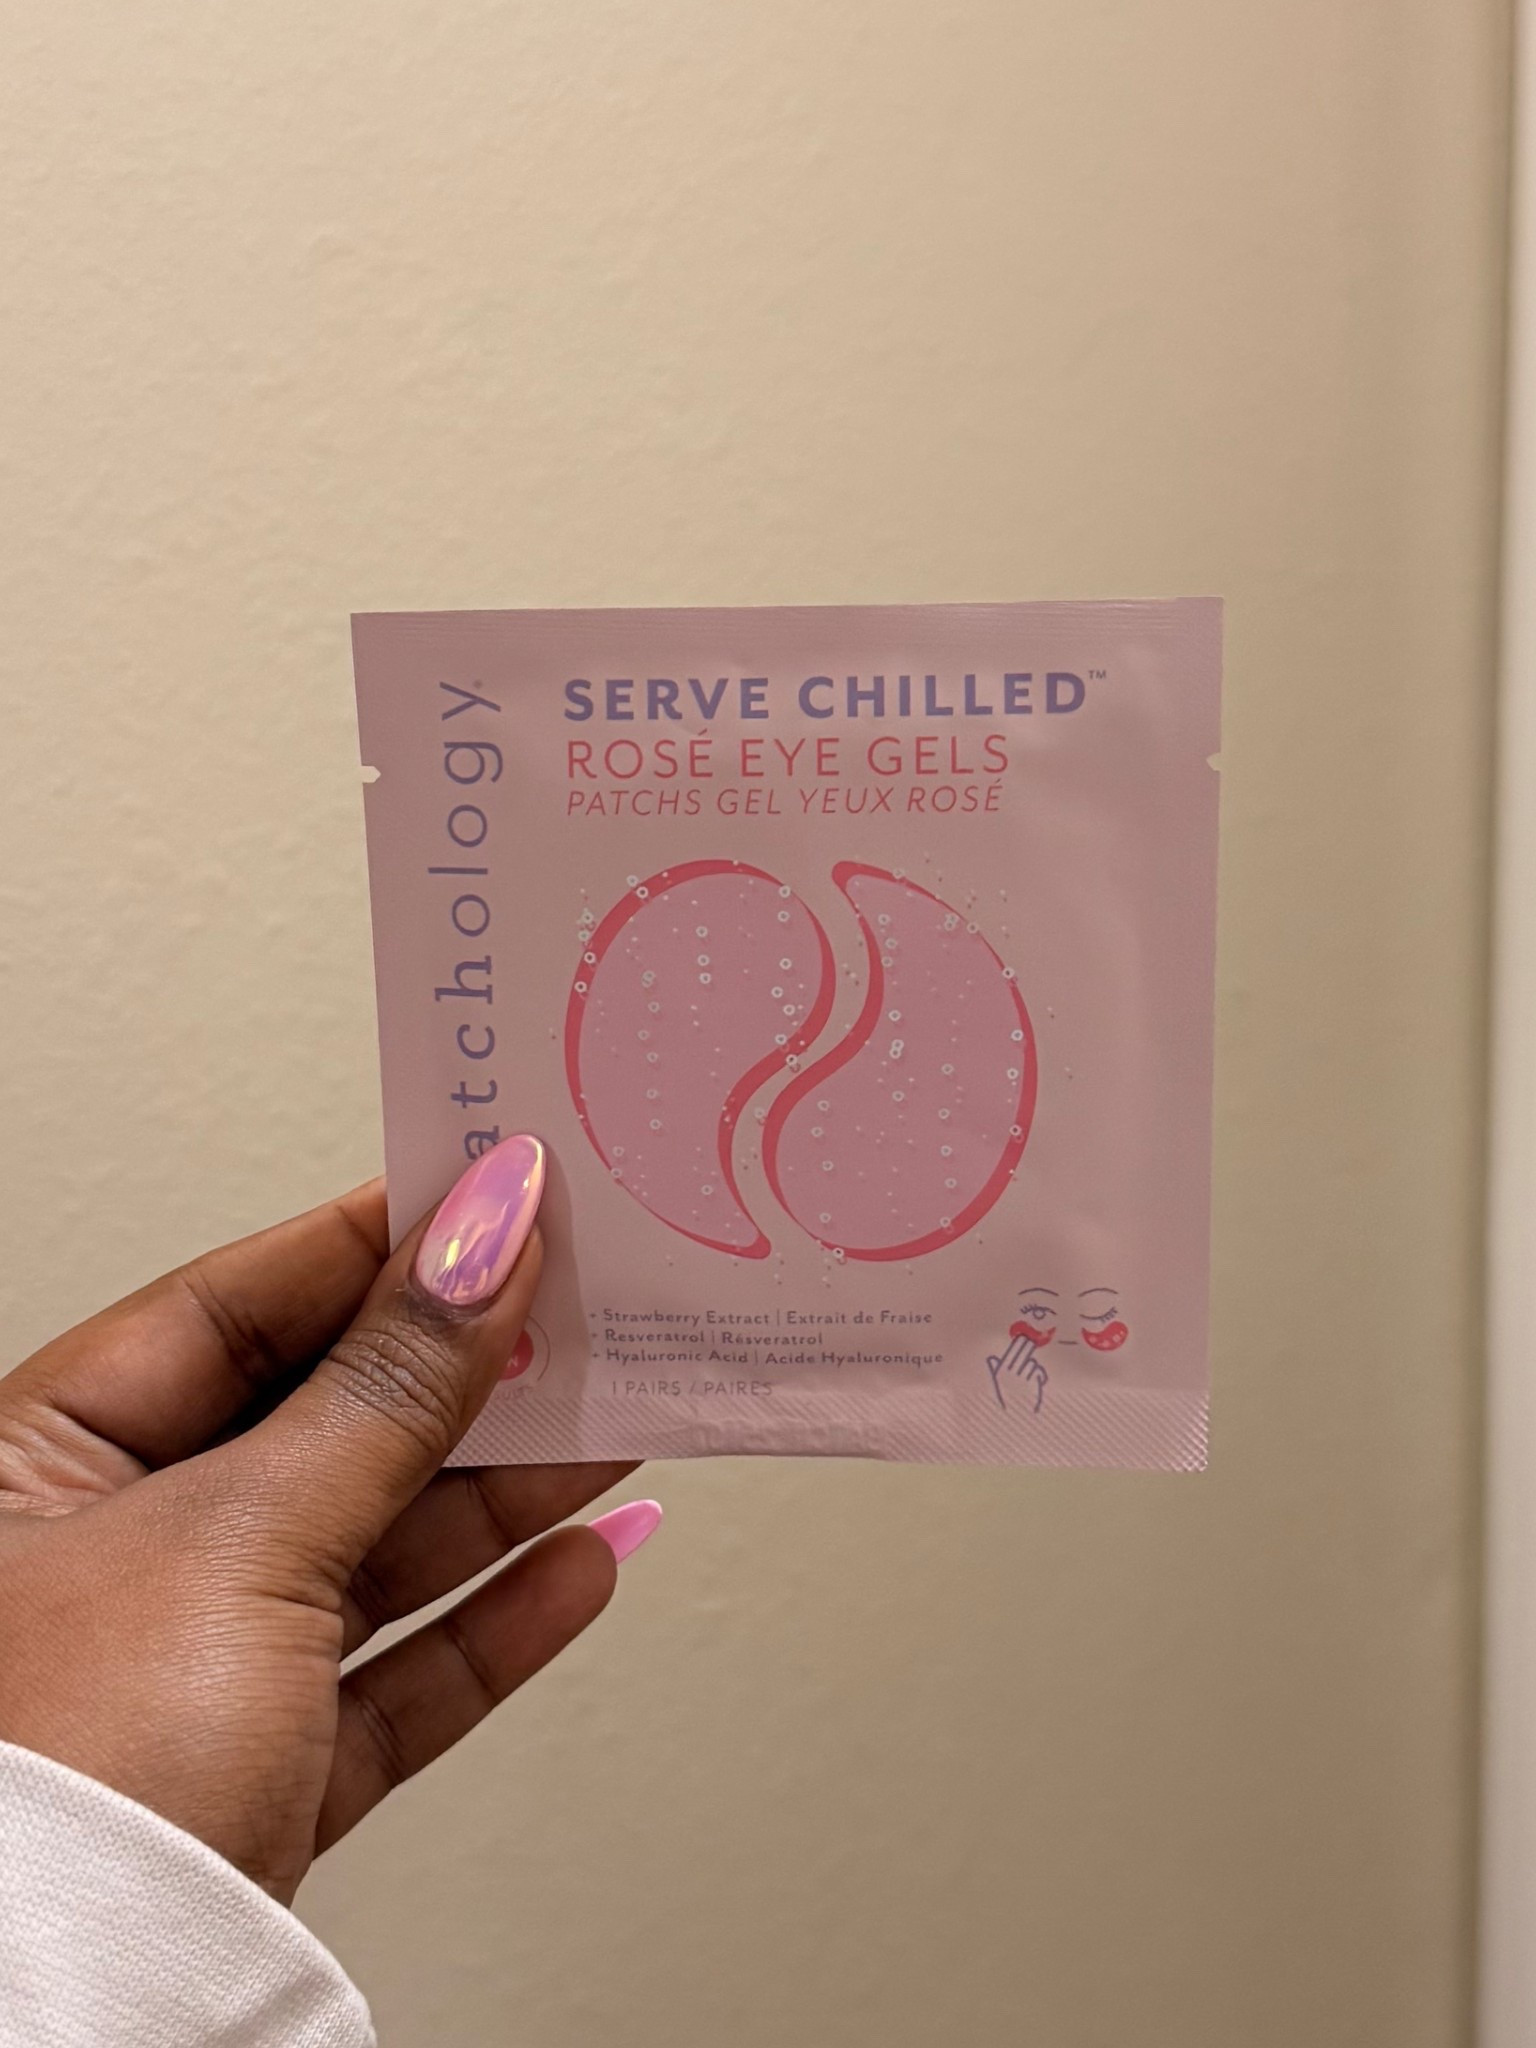 atchology
SERVE CHILLED™
ROSÉ EYE GELS
PATCHS GEL YEUX ROSÉ
+ Strawberry Extract | Extrait de Fraise
+ Resveratrol | Résveratrol
+ Hyaluronic Acid | Acide Hyaluronique
1 PAIRS / PAIRES